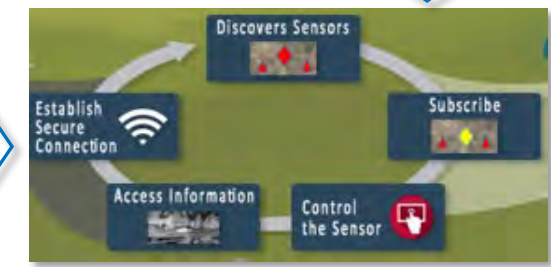 Discovers Sensors
Subscribe
Control
the Sensor
Access Information
Establish
Secure
Connection